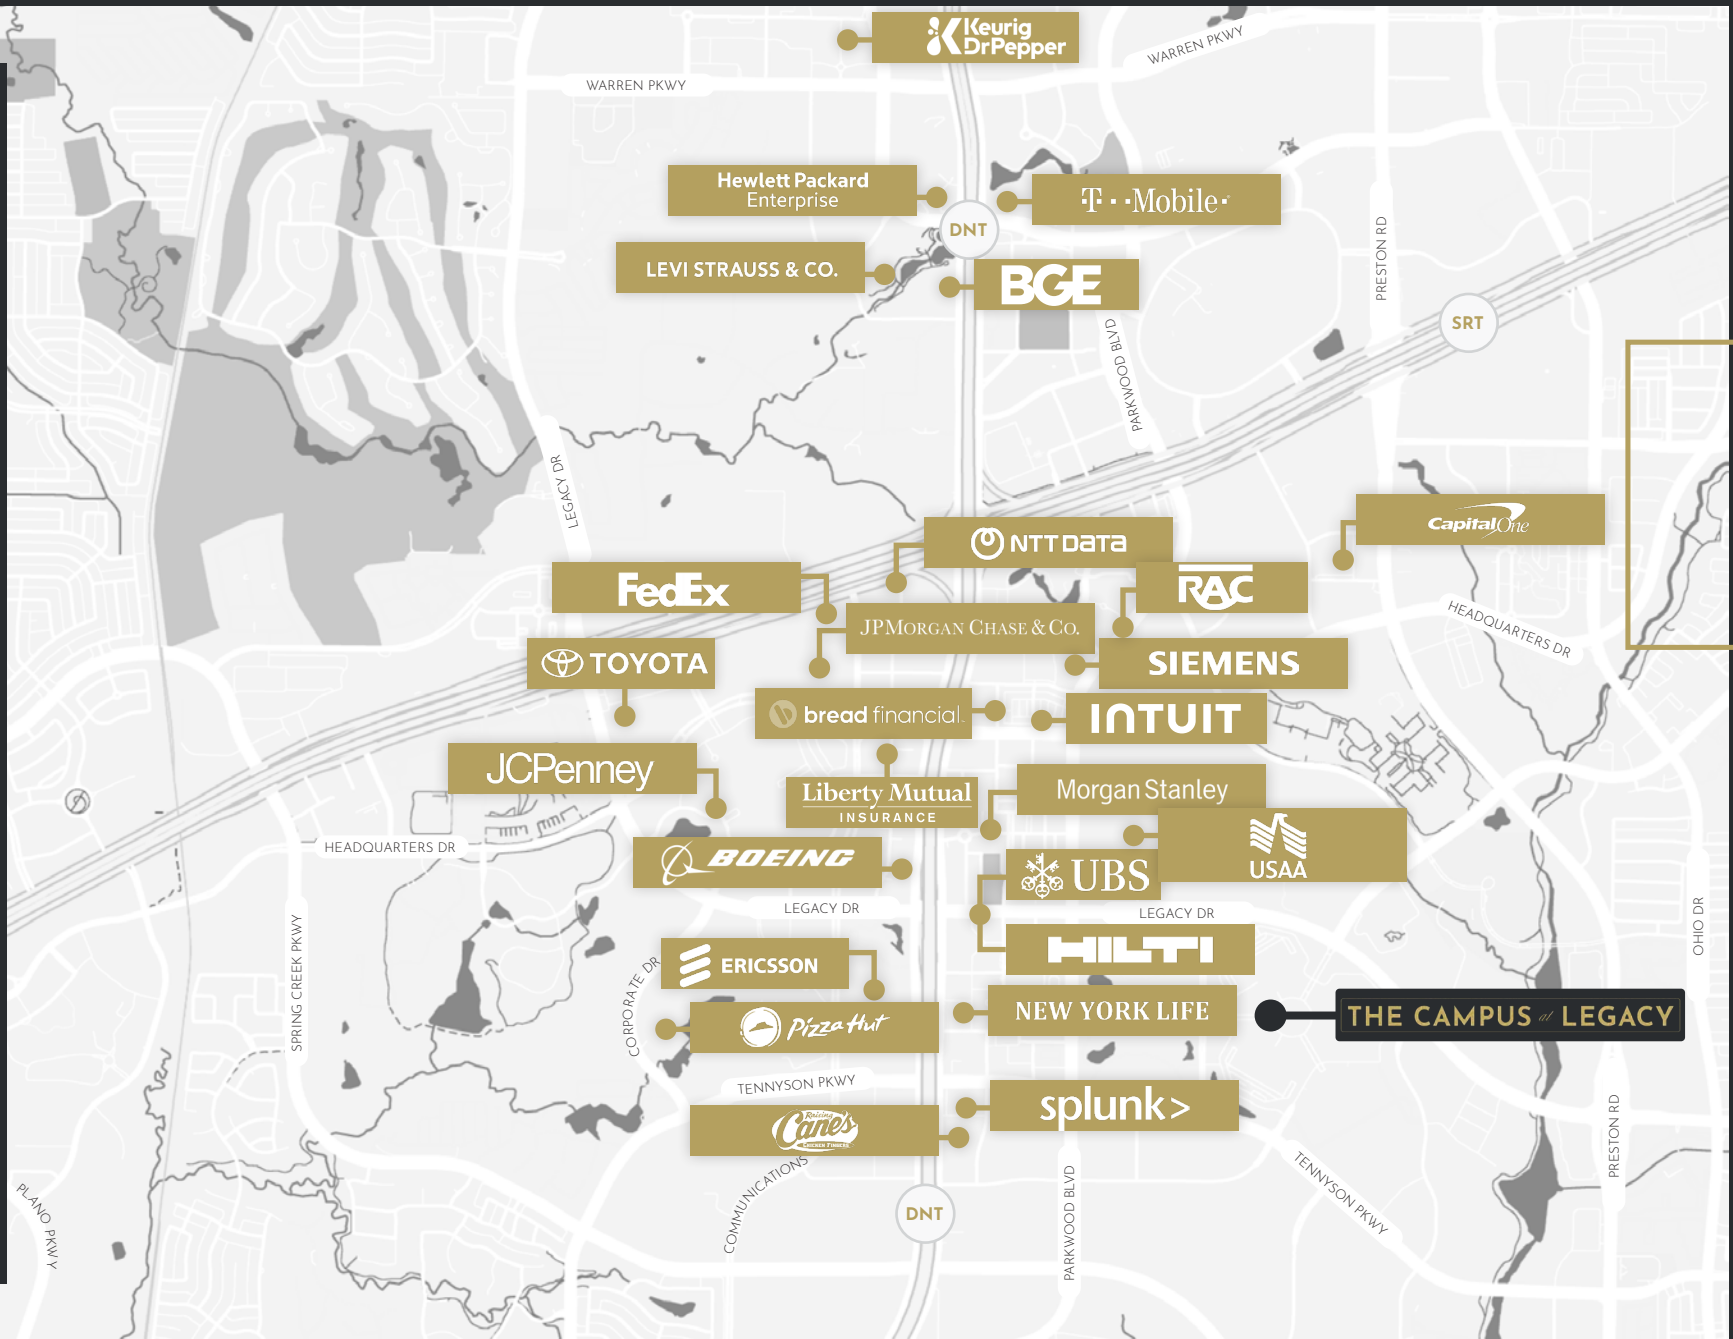 Keurig
DrPepper
WARREN PKWY
WARREN PKWY
Hewlett Packard
Enterprise
T··Mobile·
DNT
PRESTON RD
LEVI STRAUSS & CO.
BGE
SRT
PARKWOOD BLVD
LEGACY DR
CapitalOne
NTT DATA
FedEx
RAC
JPMORGAN CHASE & CO.
HEADQUARTERS DR
TOYOTA
SIEMENS
bread financial
INTUIT
JCPenney
Liberty Mutual
INSURANCE
Morgan Stanley
HEADQUARTERS DR
BOEING
UBS
USAA
LEGACY DR
LEGACY DR
OHIO DR
SPRING CREEK PKWY
HILTI
CORPORATE DR
ERICSSON
Pizza Hut
NEW YORK LIFE
THE CAMPUS at LEGACY
TENNYSON PKWY
splunk>
Raising
Cane's
CHICKEN FINGERS
PRESTON RD
COMMUNICATIONS
TENNYSON PKWY
PLANO PKWY
DNT
PARKWOOD BLVD